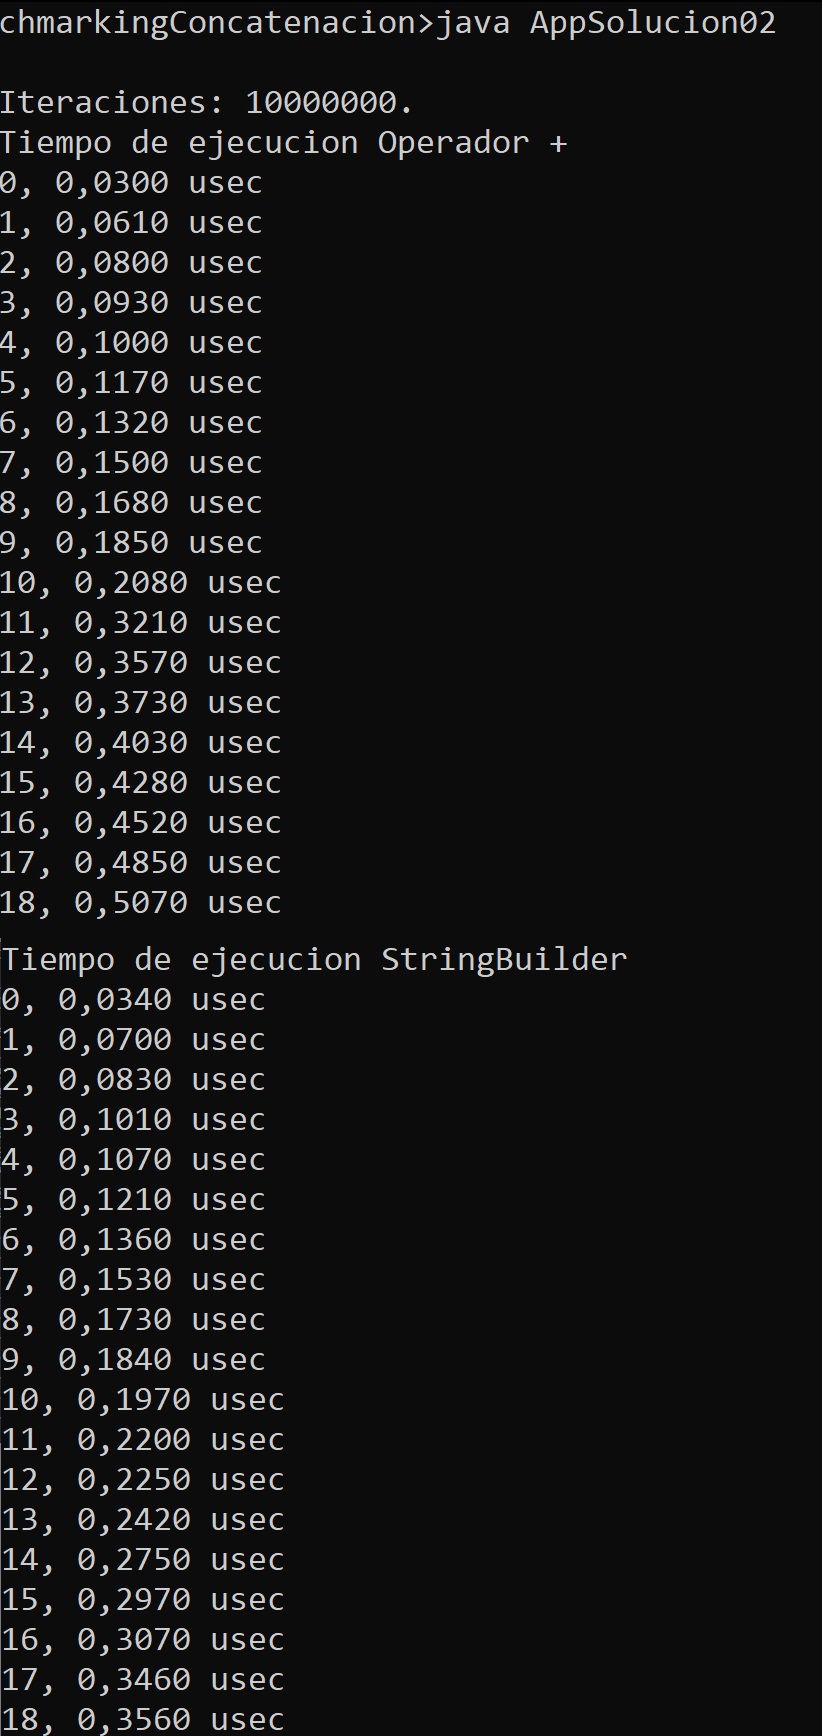 chmarkingConcatenacion>java AppSolucion02
Iteraciones: 10000000.
Tiempo de ejecucion Operador +
0, 0,0300 usec
1, 0,0610 usec
2, 0,0800 usec
3, 0,0930 usec
4, 0,1000 usec
5, 0,1170 usec
6, 0,1320 usec
7, 0,1500 usec
8, 0,1680 usec
9, 0,1850 usec
10, 0,2080 usec
11, 0,3210 usec
12, 0,3570 usec
13, 0,3730 usec
14, 0,4030 usec
15, 0,4280 usec
16, 0,4520 usec
17, 0,4850 usec
18, 0,5070 usec
Tiempo de ejecucion StringBuilder
0, 0,0340 usec
1, 0,0700 usec
2, 0,0830 usec
3, 0,1010 usec
4, 0,1070 usec
5, 0,1210 usec
6, 0,1360 usec
7, 0,1530 usec
8, 0,1730 usec
9, 0,1840 usec
10, 0,1970 usec
11, 0,2200 usec
12, 0,2250 usec
13, 0,2420 usec
14, 0,2750 usec
15, 0,2970 usec
16, 0,3070 usec
17, 0,3460 usec
18, 0,3560 usec